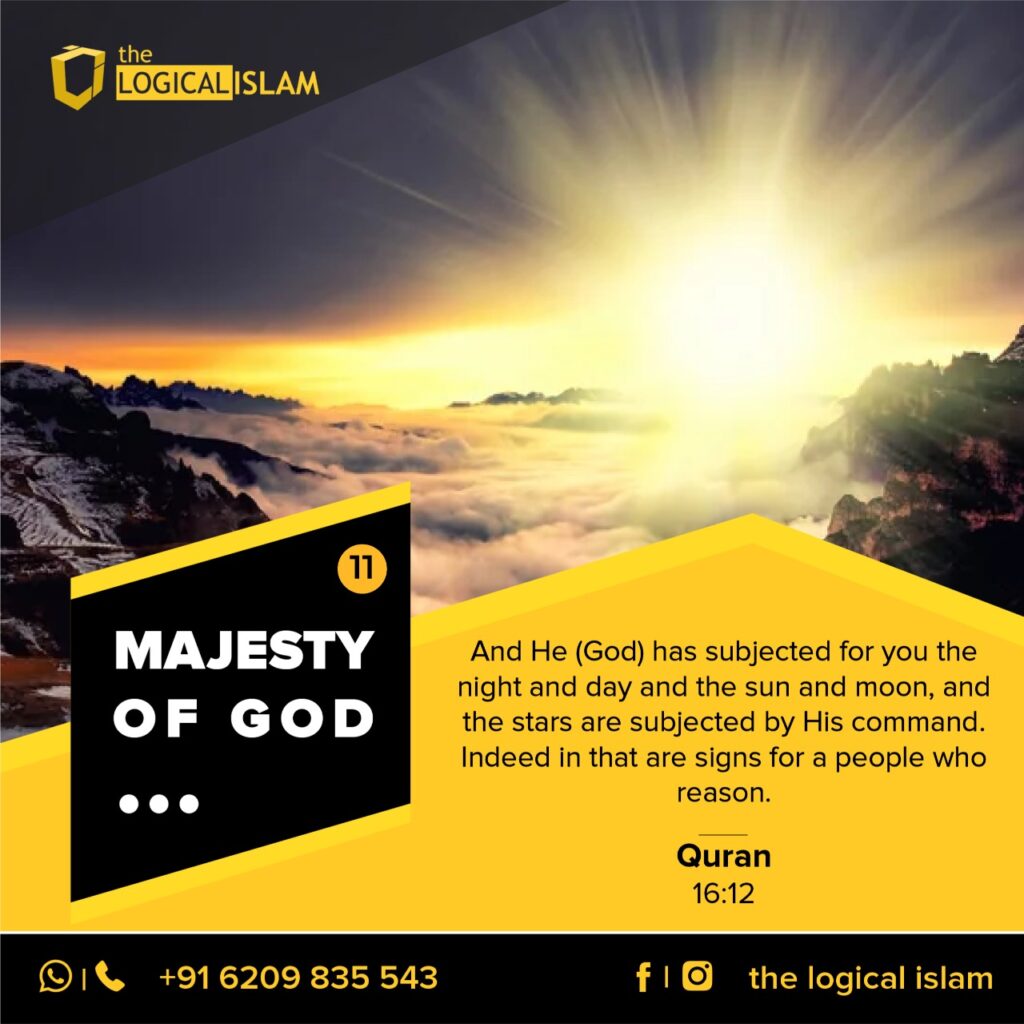 the
LOGICALISLAM
11
MAJESTY
OF GOD
And He (God) has subjected for you the
night and day and the sun and moon, and
the stars are subjected by His command.
Indeed in that are signs for a people who
reason.
Quran
16:12
+91 6209 835 543
the logical islam